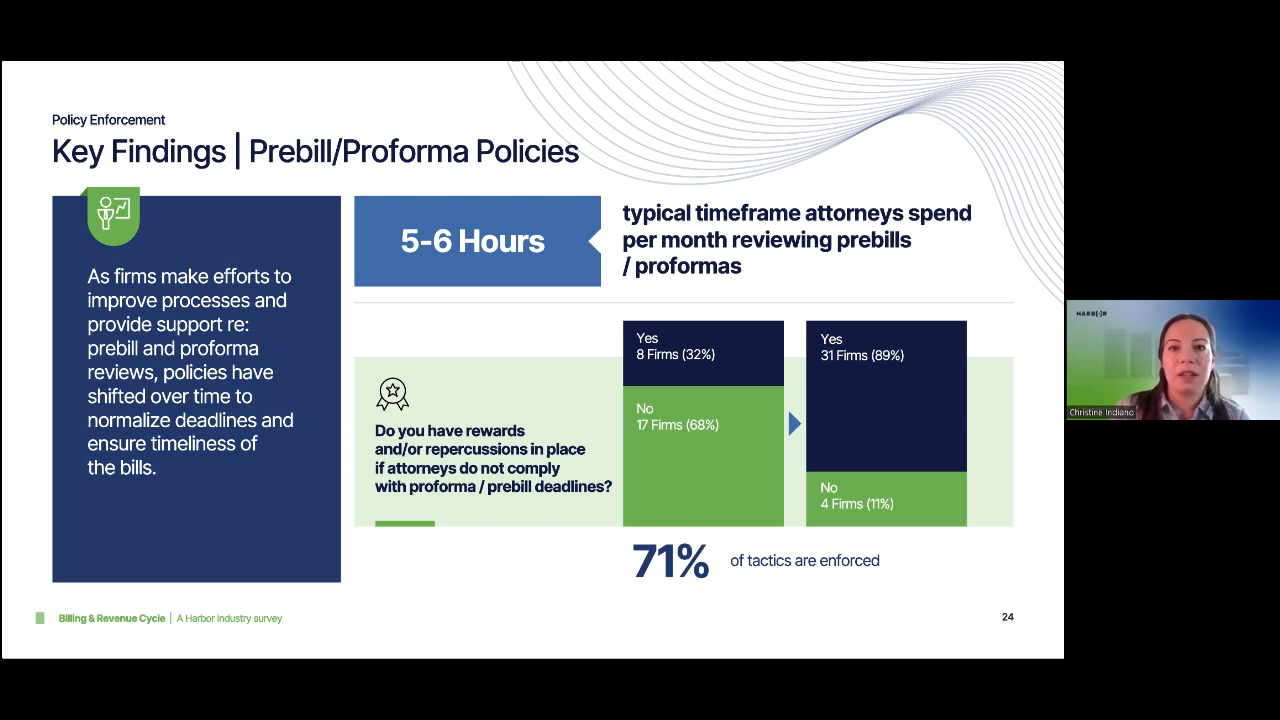 Policy Enforcement
Key Findings | Prebill/Proforma Policies
As firms make efforts to
improve processes and
provide support re:
prebill and proforma
reviews, policies have
shifted over time to
normalize deadlines and
ensure timeliness of
the bills.
5-6 Hours
typical timeframe attorneys spend
per month reviewing prebills
/ proformas
Do you have rewards
and/or repercussions in place
if attorneys do not comply
with proforma / prebill deadlines?
Yes
8 Firms (32%)
No
17 Firms (68%)
Yes
31 Firms (89%)
No
4 Firms (11%)
71% of tactics are enforced
Billing & Revenue Cycle | A Harbor Industry survey
24
HARB(·)R
Christine Indiano